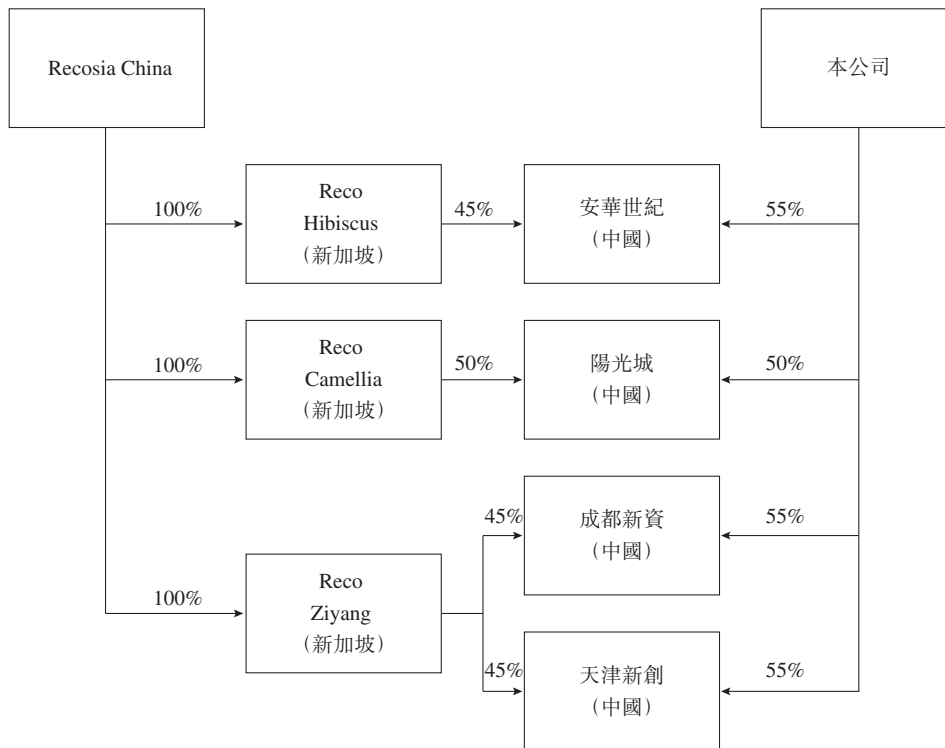 Recosia China
本公司
100%
Reco
Hibiscus
（新加坡）
45%
安華世紀
（中國）
55%
100%
Reco
Camellia
（新加坡）
50%
陽光城
（中國）
50%
100%
Reco
Ziyang
（新加坡）
45%
成都新資
（中國）
55%
45%
天津新創
（中國）
55%